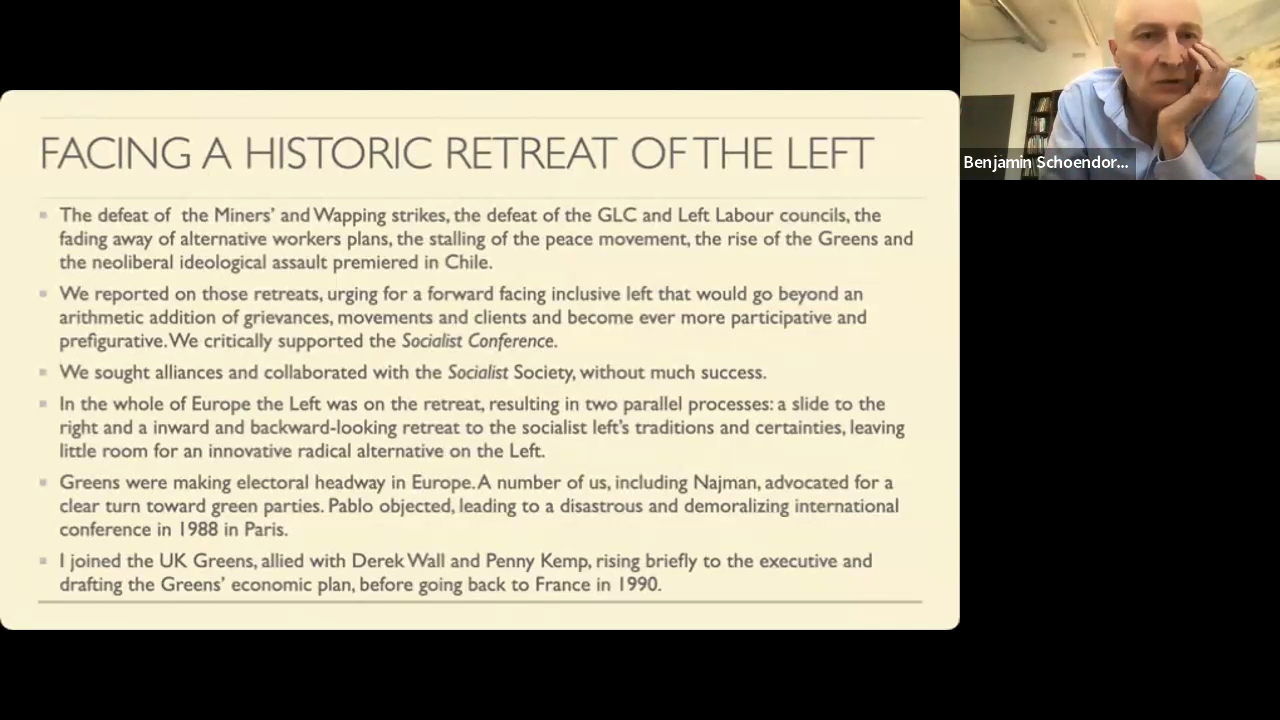 FACING A HISTORIC RETREAT OF THE LEFT
The defeat of the Miners' and Wapping strikes, the defeat of the GLC and Left Labour councils, the
fading away of alternative workers plans, the stalling of the peace movement, the rise of the Greens and
the neoliberal ideological assault premiered in Chile.
We reported on those retreats, urging for a forward facing inclusive left that would go beyond an
arithmetic addition of grievances, movements and clients and become ever more participative and
prefigurative. We critically supported the Socialist Conference.
We sought alliances and collaborated with the Socialist Society, without much success.
In the whole of Europe the Left was on the retreat, resulting in two parallel processes: a slide to the
right and a inward and backward-looking retreat to the socialist left's traditions and certainties, leaving
little room for an innovative radical alternative on the Left.
Greens were making electoral headway in Europe. A number of us, including Najman, advocated for a
clear turn toward green parties. Pablo objected, leading to a disastrous and demoralizing international
conference in 1988 in Paris.
I joined the UK Greens, allied with Derek Wall and Penny Kemp, rising briefly to the executive and
drafting the Greens' economic plan, before going back to France in 1990.
Benjamin Schoendor...